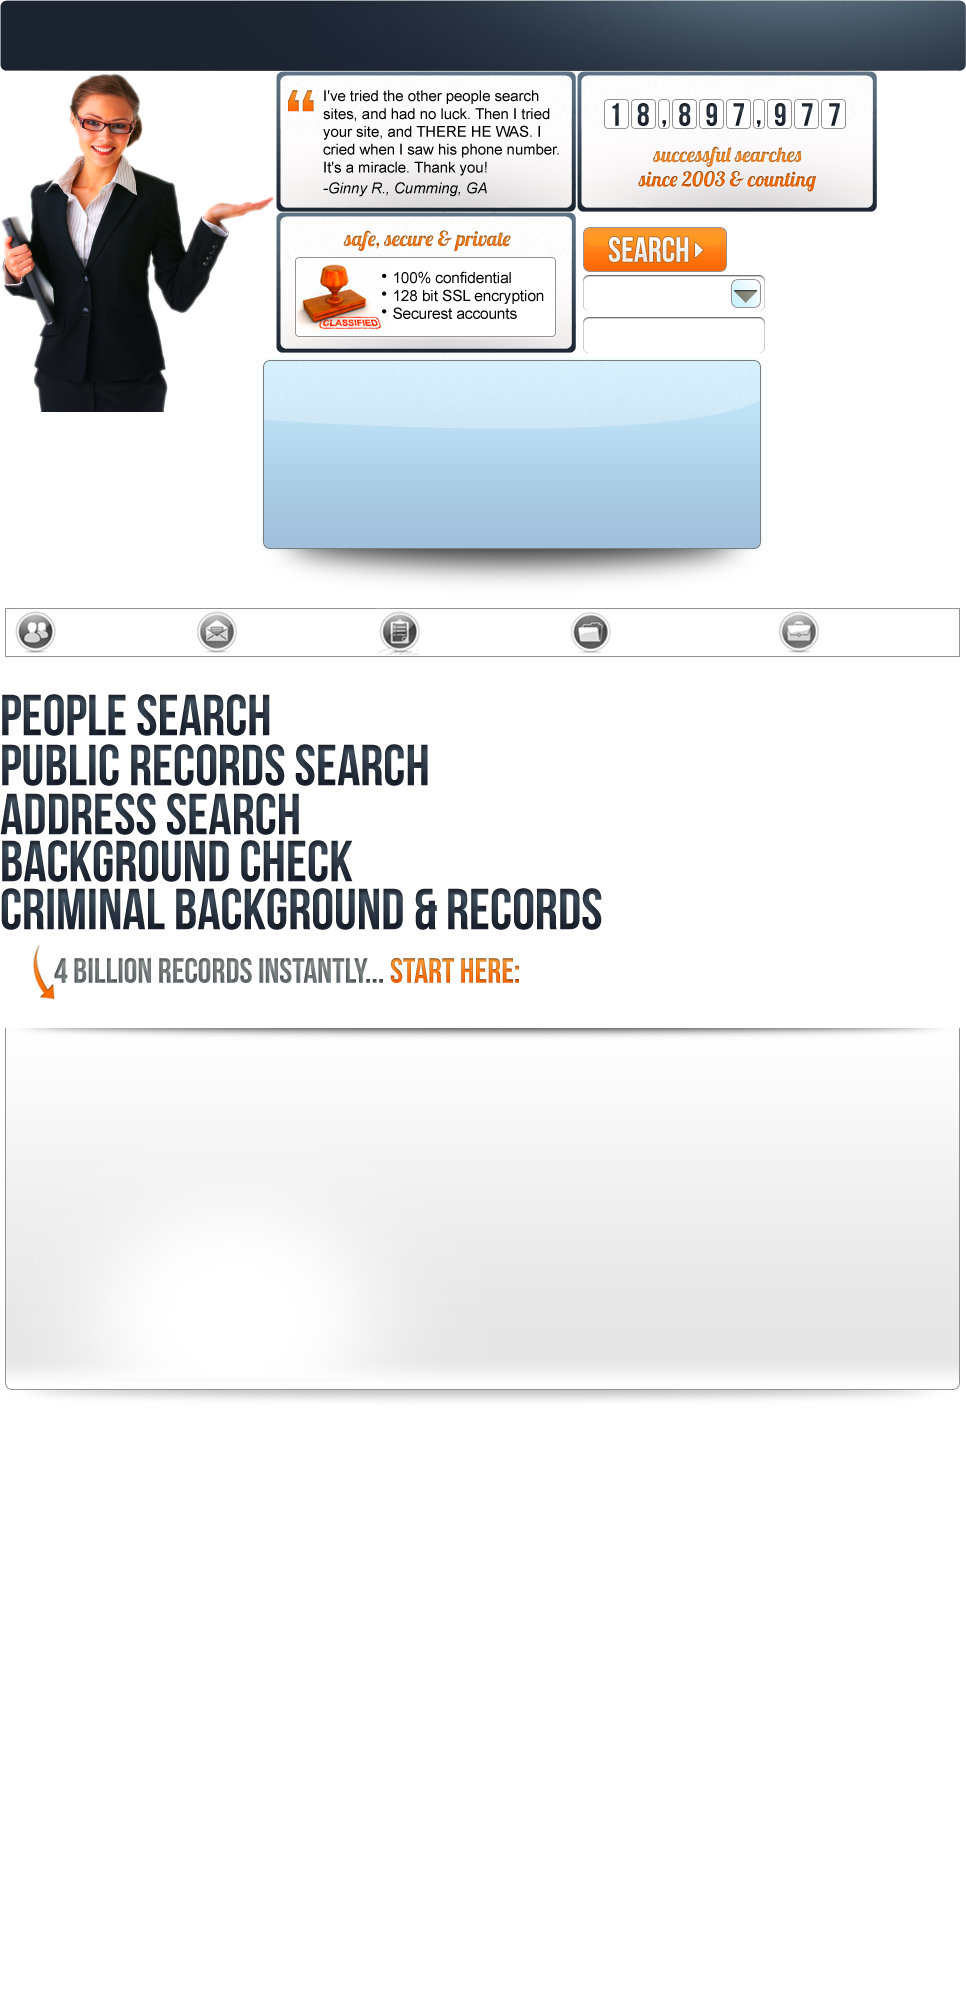 I've tried the other people search
sites, and had no luck. Then I tried
your site, and THERE HE WAS. I
cried when I saw his phone number.
It's a miracle. Thank you!
-Ginny R., Cumming, GA
18,897,977
successful searches
since 2003 & counting
safe, secure & private
• 100% confidential
• 128 bit SSL encryption
• Securest accounts
CLASSIFIED
SEARCH
PEOPLE SEARCH
PUBLIC RECORDS SEARCH
ADDRESS SEARCH
BACKGROUND CHECK
CRIMINAL BACKGROUND & RECORDS
4 BILLION RECORDS INSTANTLY... START HERE: